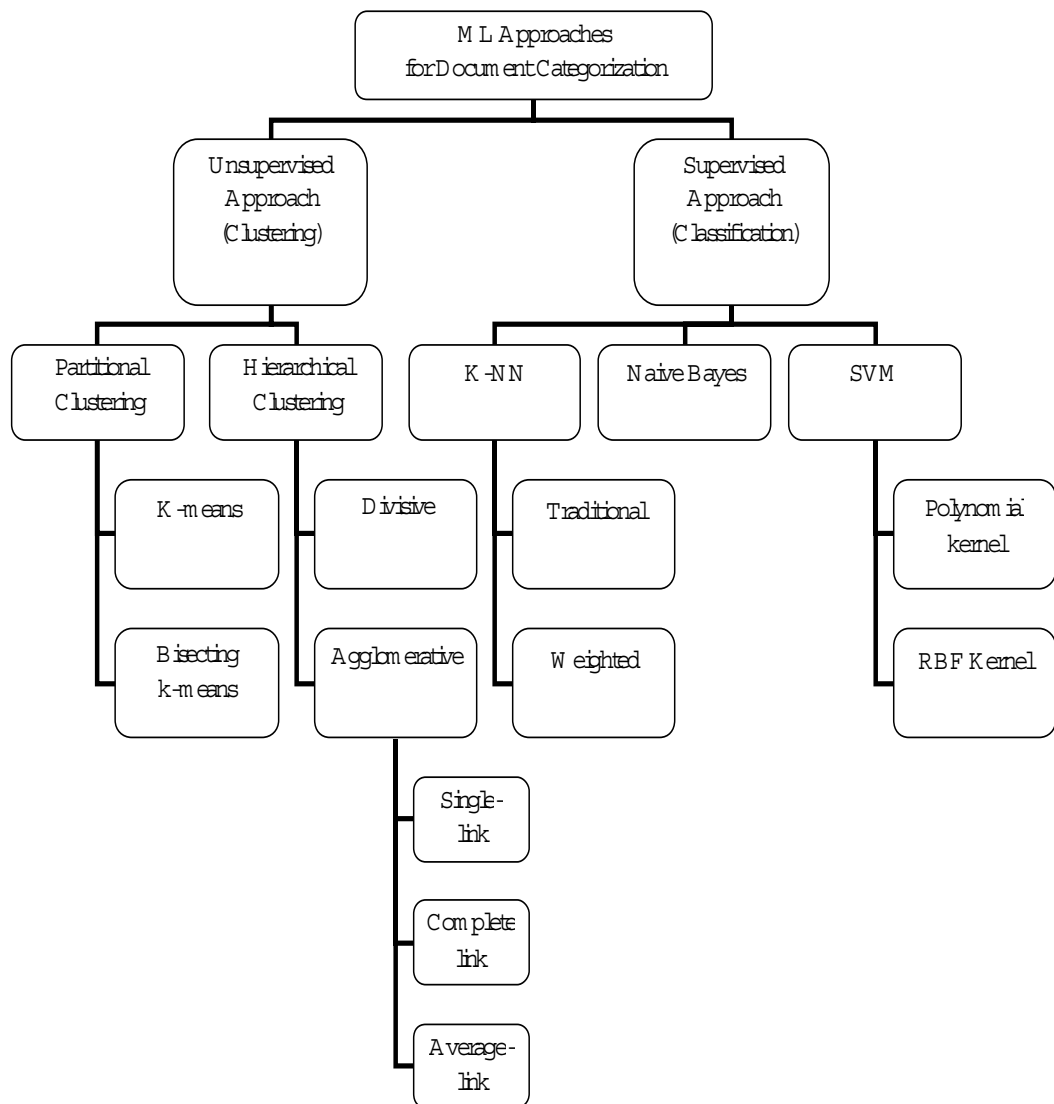 ML Approaches
for Document Categorization
Unsupervised
Approach
(Clustering)
Supervised
Approach
(Classification)
Partitional
Clustering
Hierarchical
Clustering
K-NN
Naive Bayes
SVM
K-means
Divisive
Traditional
Polynomial
kernel
Bisecting
k-means
Agglomerative
Weighted
RBF Kernel
Single-
link
Complete
link
Average-
link